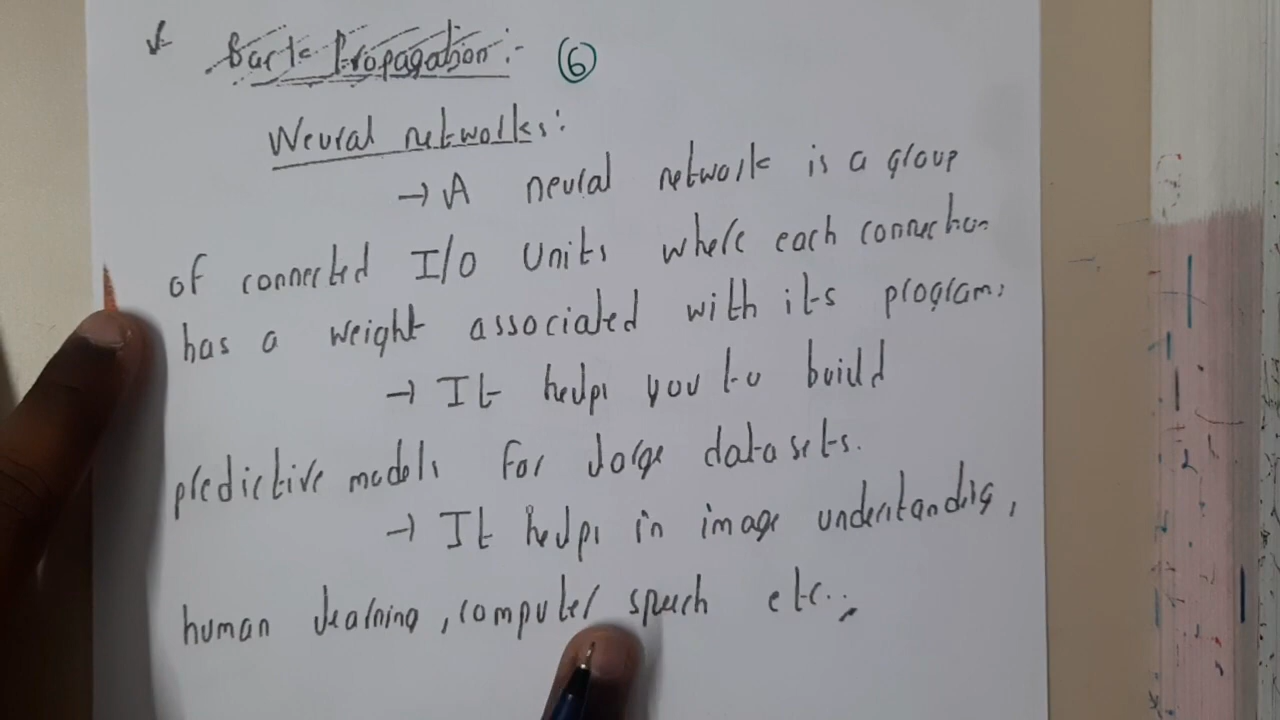 Back Propagation:- 6
Neural networks:
→ A neural network is a group
of connected I/O Units where each connection
has a weight associated with its program.
→ It helps you to build
predictive models for large datasets.
→ It helps in image understanding,
human learning, computer speech etc..